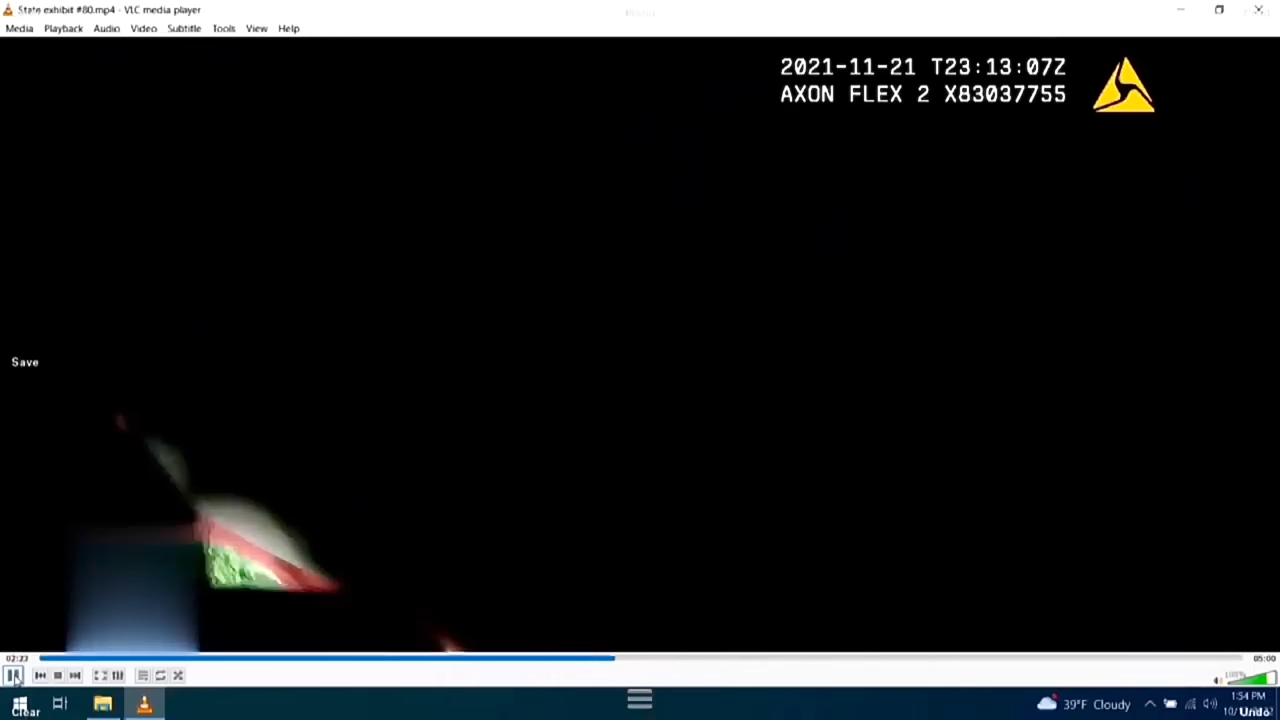 State exhibit #80.mp4 - VLC media player
Media Playback Audio Video Subtitle Tools View Help
2021-11-21 T23:13:07Z
AXON FLEX 2 X83037755
Save
02:23
05:00
100%
1:54 PM
39°F Cloudy
Clear
Undo